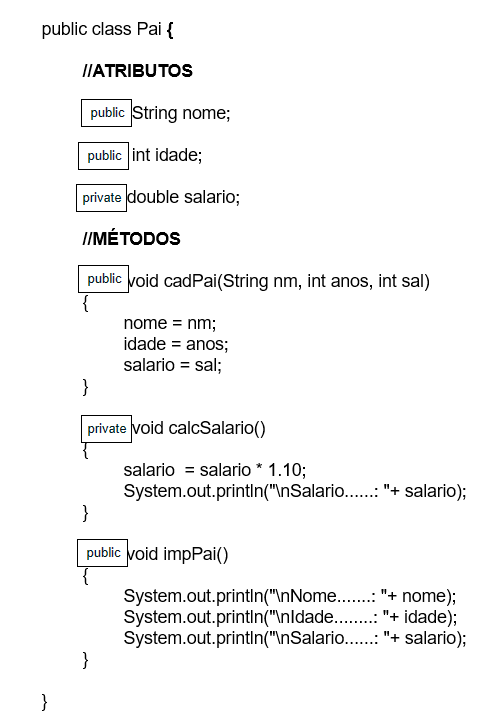 public class Pai {
//ATRIBUTOS
public String nome;
public int idade;
private double salario;
//MÉTODOS
public void cadPai(String nm, int anos, int sal)
{
nome = nm;
idade = anos;
salario = sal;
}
private void calcSalario()
{
salario  = salario * 1.10;
System.out.println("\nSalario......: "+ salario);
}
public void impPai()
{
System.out.println("\nNome.......: "+ nome);
System.out.println("\nIdade........: "+ idade);
System.out.println("\nSalario......: "+ salario);
}
}